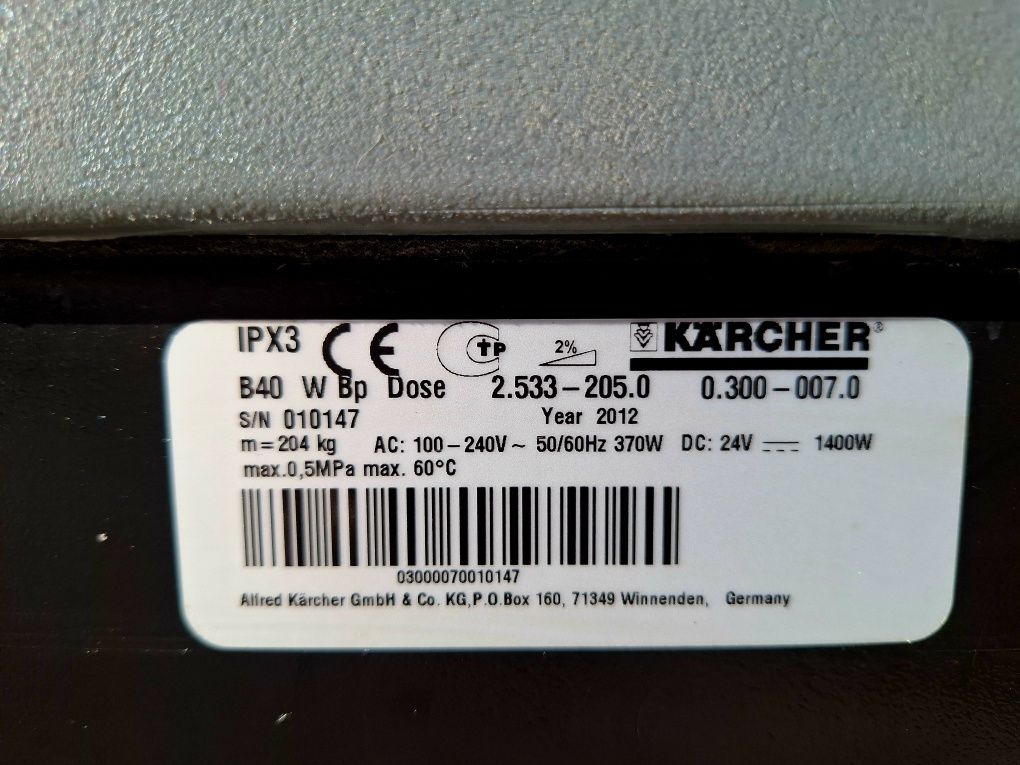 IPX3 CE TP 2% KÄRCHER®
B40 W Bp Dose 2.533-205.0 0.300-007.0
S/N 010147 Year 2012
m=204 kg AC: 100-240V~ 50/60Hz 370W DC: 24V ⎓ 1400W
max.0,5MPa max. 60°C
03000070010147
Alfred Kärcher GmbH & Co. KG,P.O.Box 160, 71349 Winnenden, Germany